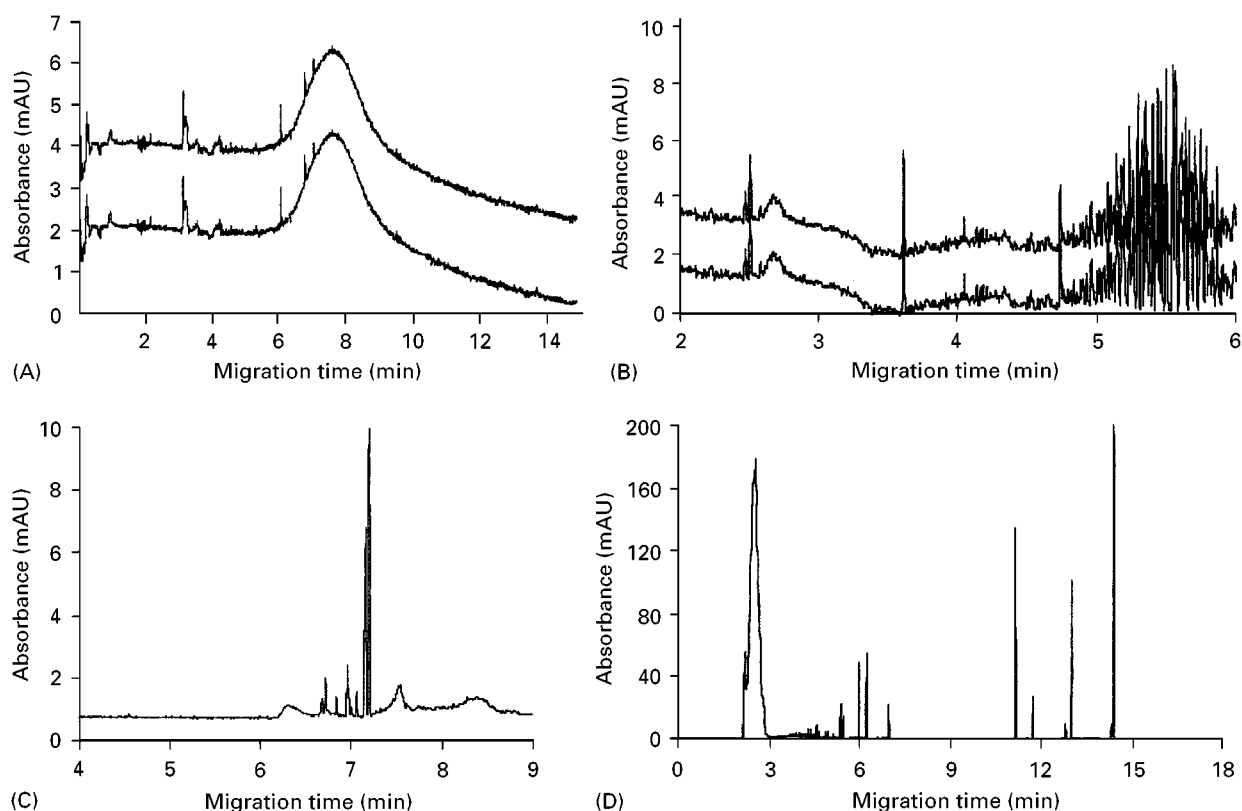 7
6
5
4
3
2
1
0
Absorbance (mAU)
2 4 6 8 10 12 14
Migration time (min)
(A)
10
8
6
4
2
0
Absorbance (mAU)
2 3 4 5 6
Migration time (min)
(B)
10
8
6
4
2
0
Absorbance (mAU)
4 5 6 7 8 9
Migration time (min)
(C)
200
160
120
80
40
0
Absorbance (mAU)
0 3 6 9 12 15 18
Migration time (min)
(D)